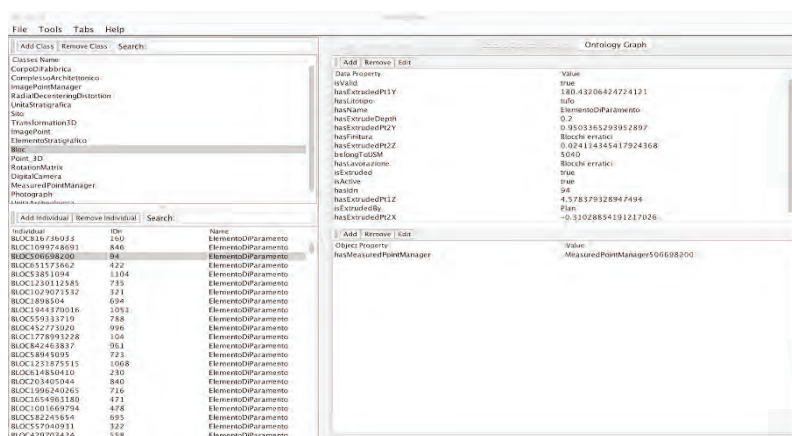 File Tools Tabs Help
Add Class Remove Class Search:
Classes Name
CorpoDiFabbrica
ComplessoArchitettonico
ImagePointManager
RadialDecenteringDistortion
UnitaStratigrafica
Sito
Transformation3D
ImagePoint
ElementoStratigrafico
Bloc
Point_3D
RotationMatrix
DigitalCamera
MeasuredPointManager
Photograph
Add Individual Remove Individual Search:
Individual IDn Name
BLOC816736033 160 ElementoDiParamento
BLOC1099748691 846 ElementoDiParamento
BLOC506698200 94 ElementoDiParamento
BLOC651573662 422 ElementoDiParamento
BLOC53851094 1104 ElementoDiParamento
BLOC1230112585 735 ElementoDiParamento
BLOC1029071532 321 ElementoDiParamento
BLOC1898504 694 ElementoDiParamento
BLOC1944370016 1051 ElementoDiParamento
BLOC559333719 788 ElementoDiParamento
BLOC452773020 996 ElementoDiParamento
BLOC1778993228 104 ElementoDiParamento
BLOC842463837 961 ElementoDiParamento
BLOC58945095 723 ElementoDiParamento
BLOC1231875515 1068 ElementoDiParamento
BLOC614850410 230 ElementoDiParamento
BLOC203405044 840 ElementoDiParamento
BLOC1996240265 716 ElementoDiParamento
BLOC1654963180 471 ElementoDiParamento
BLOC1001669794 478 ElementoDiParamento
BLOC582245654 695 ElementoDiParamento
BLOC557040931 322 ElementoDiParamento
BLOC429703424 558 ElementoDiParamento
Ontology Graph
Add Remove Edit
Data Property Value
isValid true
hasExtrudedPt1Y 180.43206424724121
hasLitotipo tufo
hasName ElementoDiParamento
hasExtrudeDepth 0.2
hasExtrudedPt2Y 0.9503365293952897
hasFinitura Blocchi erratici
hasExtrudedPt2Z 0.024114345417924368
belongToUSM 5040
hasLavorazione Blocchi erratici
isExtruded true
isActive true
hasIdn 94
hasExtrudedPt1Z 4.578379328947494
isExtrudedBy Plan
hasExtrudedPt2X -0.31028854191217026
Add Remove Edit
Object Property Value
hasMeasuredPointManager MeasuredPointManager506698200